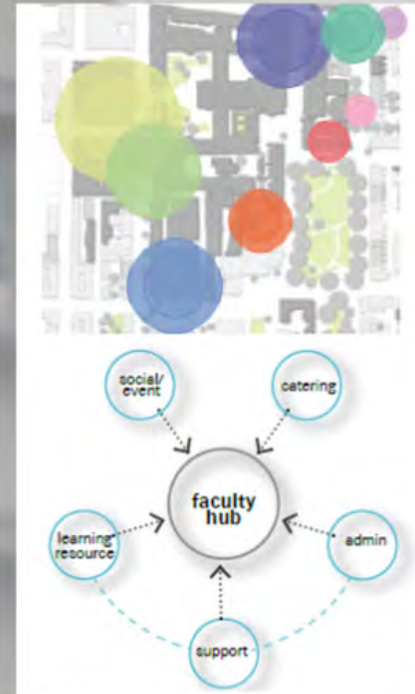 social/
event
catering
faculty
hub
learning
resource
admin
support